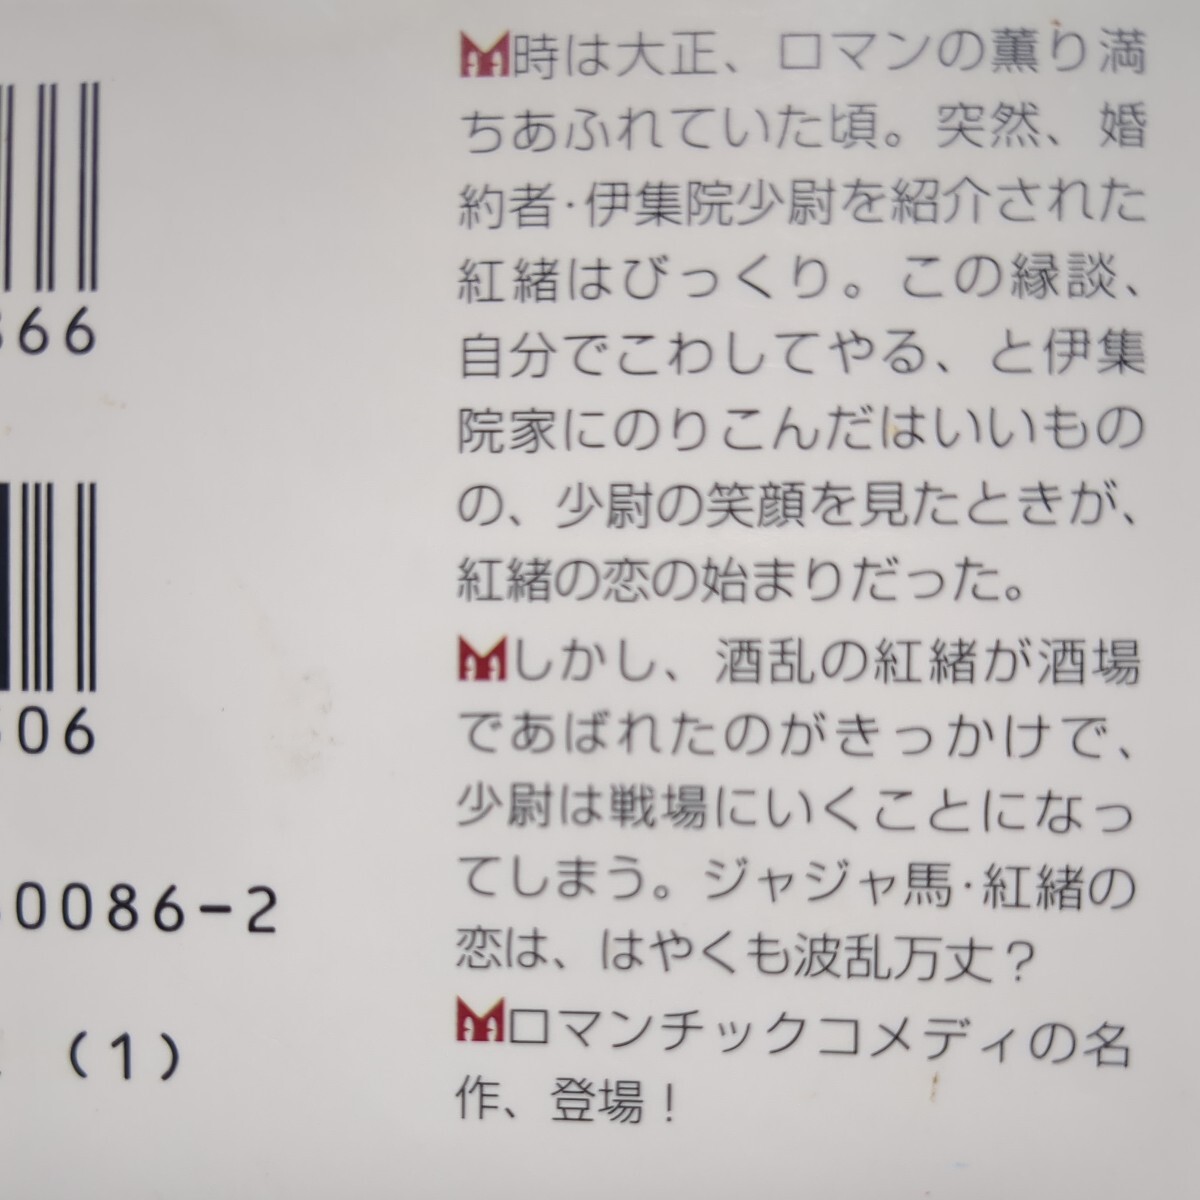 時は大正、ロマンの薫り満
ちあふれていた頃。突然、婚
約者・伊集院少尉を紹介された
紅緒はびっくり。この縁談、
自分でこわしてやる、と伊集
院家にのりこんだはいいもの
の、少尉の笑顔を見たときが、
紅緒の恋の始まりだった。
しかし、酒乱の紅緒が酒場
であばれたのがきっかけで、
少尉は戦場にいくことになっ
てしまう。ジャジャ馬・紅緒の
恋は、はやくも波乱万丈？
ロマンチックコメディの名
作、登場！
66
06
0086-2
(1)